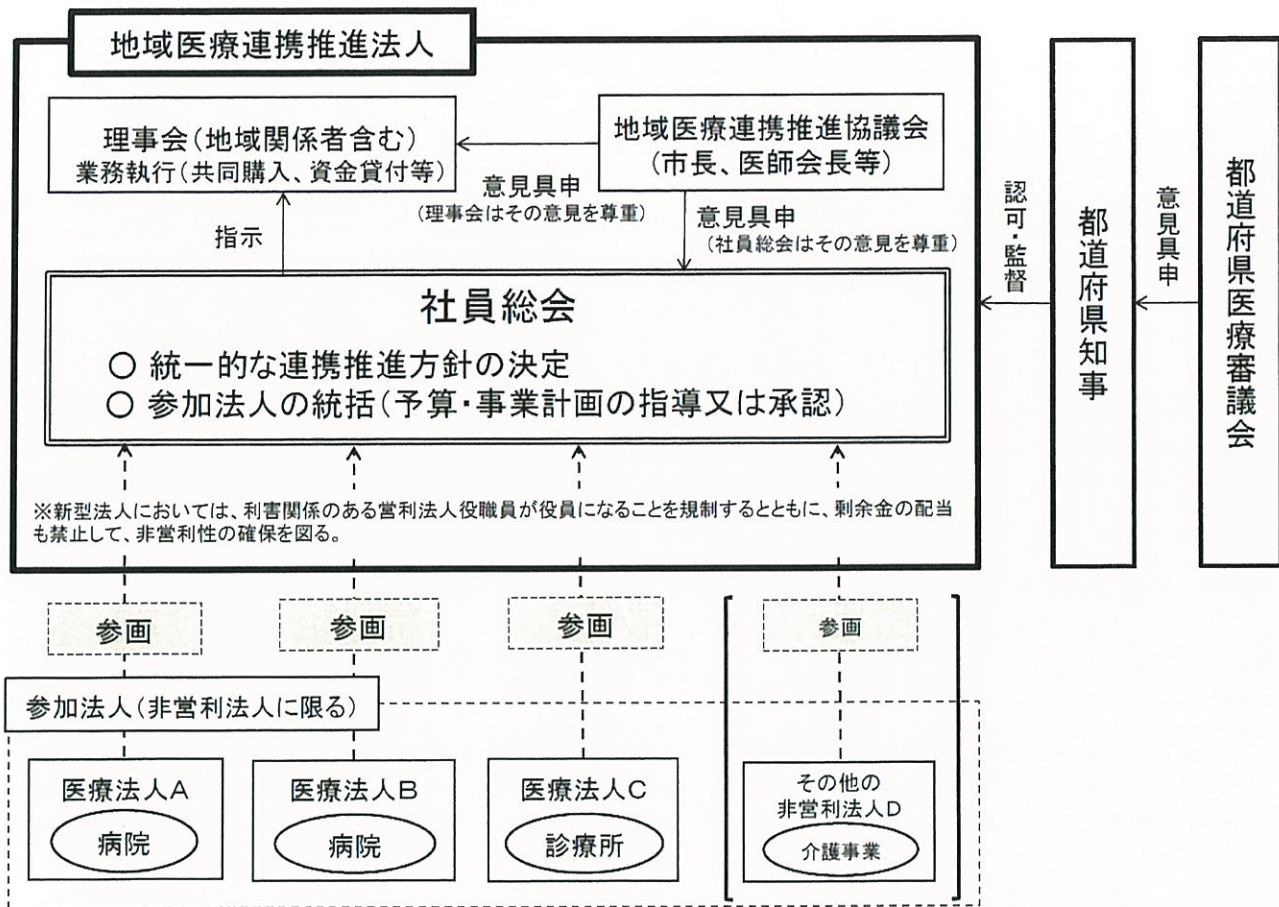 地域医療連携推進法人
理事会(地域関係者含む)
業務執行(共同購入、資金貸付等)
地域医療連携推進協議会
(市長、医師会長等)
意見具申
(理事会はその意見を尊重)
意見具申
(社員総会はその意見を尊重)
指示
社員総会
○ 統一的な連携推進方針の決定
○ 参加法人の統括(予算・事業計画の指導又は承認)
※新型法人においては、利害関係のある営利法人役職員が役員になることを規制するとともに、剰余金の配当
も禁止して、非営利性の確保を図る。
認可・監督
都道府県知事
意見具申
都道府県医療審議会
参画
参画
参画
参画
参加法人(非営利法人に限る)
医療法人A
病院
医療法人B
病院
医療法人C
診療所
その他の
非営利法人D
介護事業